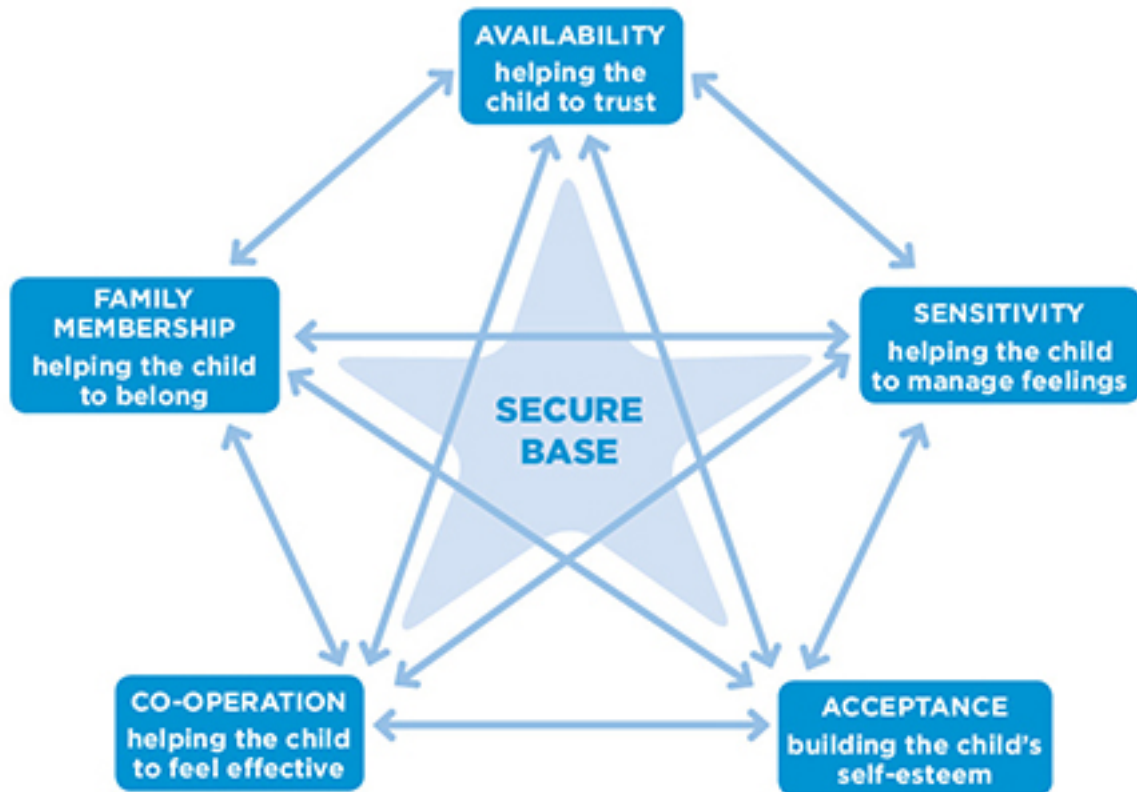 AVAILABILITY
helping the
child to trust
FAMILY
MEMBERSHIP
helping the child
to belong
SENSITIVITY
helping the child
to manage feelings
SECURE
BASE
CO-OPERATION
helping the child
to feel effective
ACCEPTANCE
building the child's
self-esteem